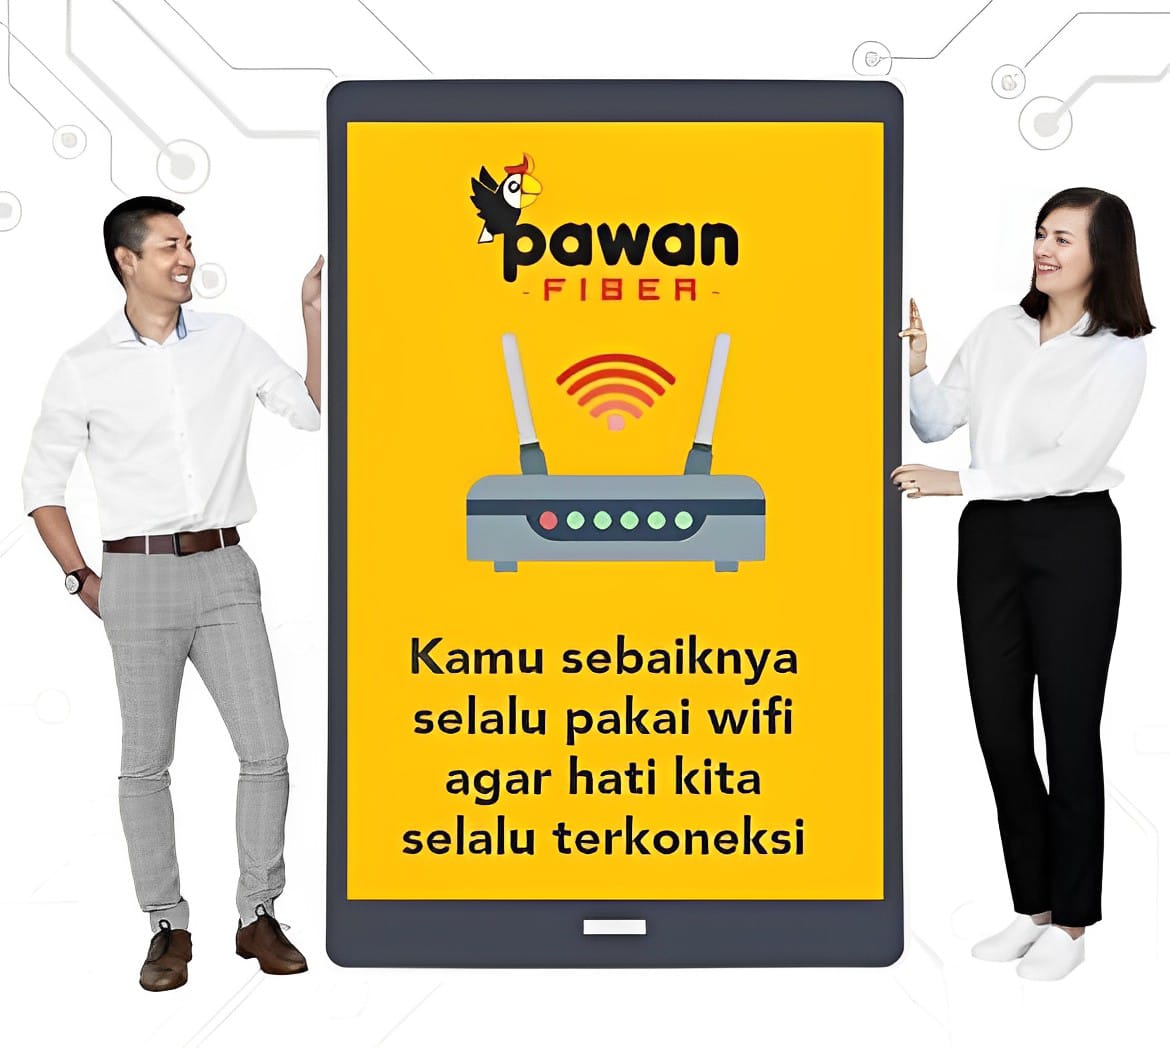 pawan
- FIBER -
Kamu sebaiknya
selalu pakai wifi
agar hati kita
selalu terkoneksi